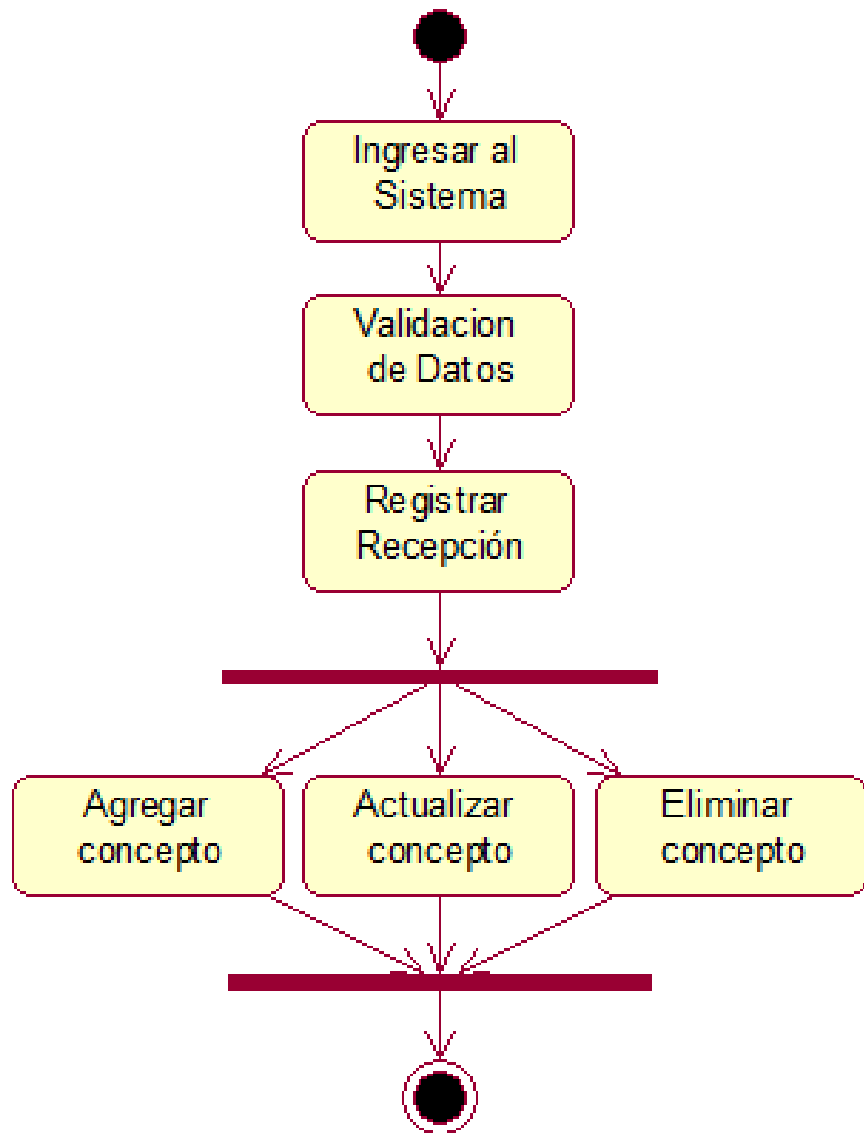 Ingresar al
Sistema
Validacion
de Datos
Registrar
Recepción
Agregar
concepto
Actualizar
concepto
Eliminar
concepto